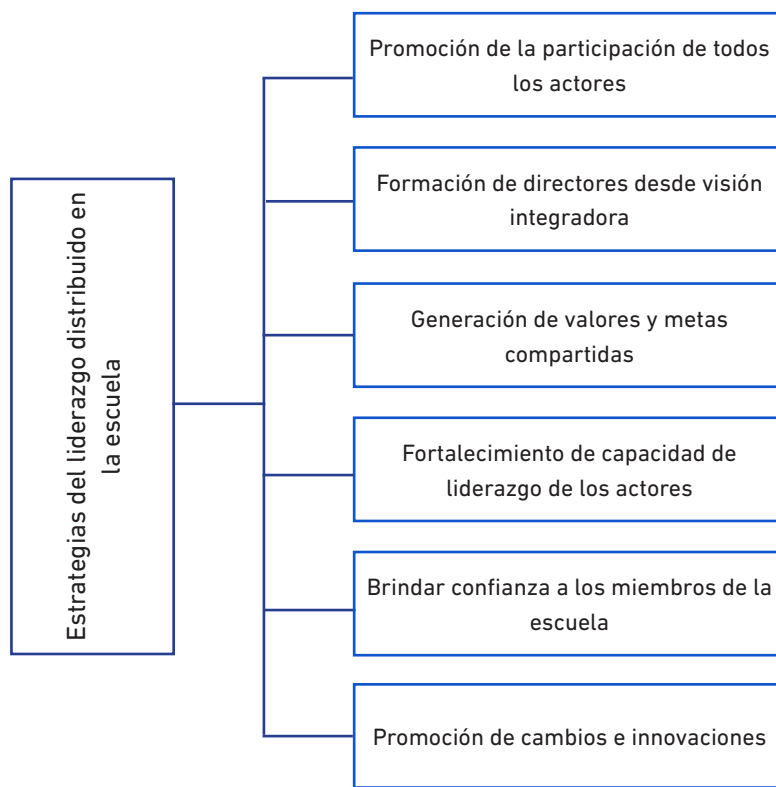 Estrategias del liderazgo distribuido en
la escuela
Promoción de la participación de todos
los actores
Formación de directores desde visión
integradora
Generación de valores y metas
compartidas
Fortalecimiento de capacidad de
liderazgo de los actores
Brindar confianza a los miembros de la
escuela
Promoción de cambios e innovaciones